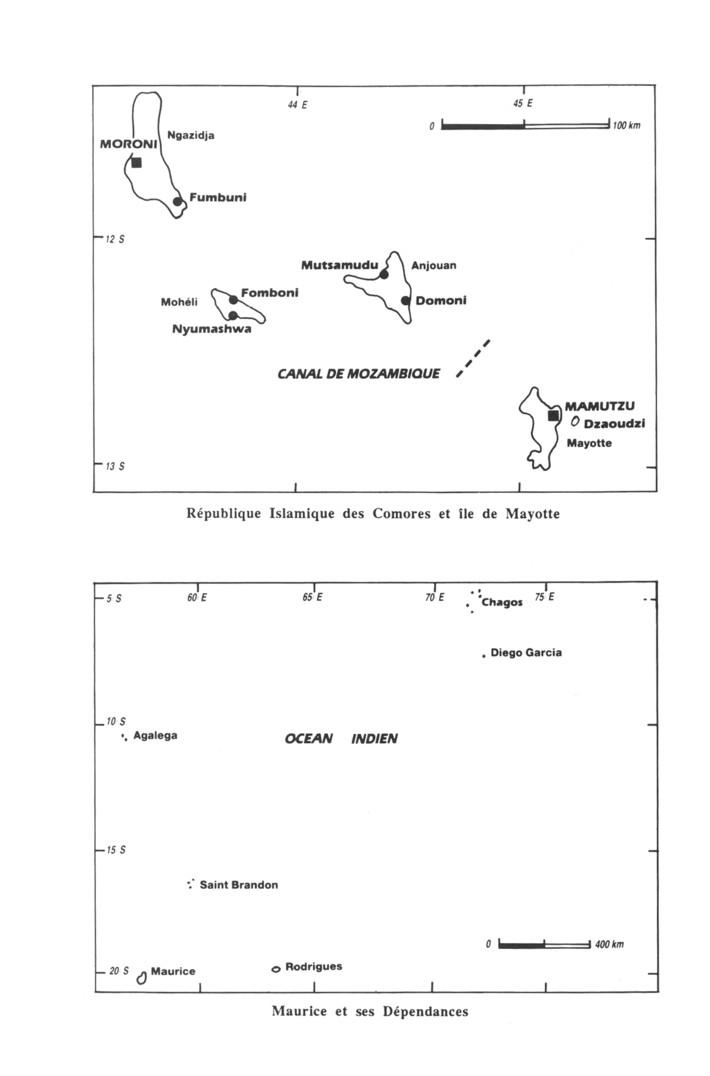 44 E
45 E
0
100 km
Ngazidja
MORONI
Fumbuni
12 S
Mutsamudu
Anjouan
Mohéli
Fomboni
Domoni
Nyumashwa
CANAL DE MOZAMBIQUE
MAMUTZU
Dzaoudzi
Mayotte
13 S
République Islamique des Comores et île de Mayotte
5 S
60 E
65 E
70 E
75 E
Chagos
Diego Garcia
10 S
Agalega
OCEAN INDIEN
15 S
Saint Brandon
0
400 km
20 S
Maurice
Rodrigues
Maurice et ses Dépendances